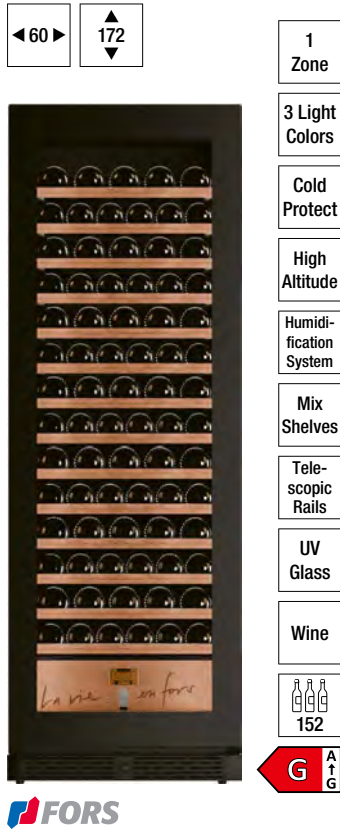 60
172
1
Zone
3 Light
Colors
Cold
Protect
High
Altitude
Humidi-
fication
System
Mix
Shelves
Tele-
scopic
Rails
UV
Glass
Wine
152
La vie en fors
G
A
G
FORS